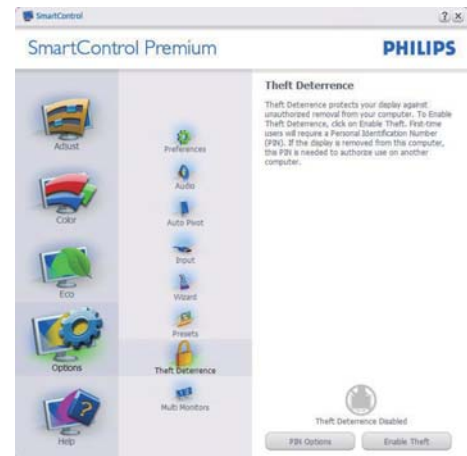 SmartControl
? x
SmartControl Premium
PHILIPS
Adjust
Color
Eco
Options
Help
Preferences
Audio
Auto Pivot
Input
Wizard
Presets
Theft Deterrence
Multi Monitors
Theft Deterrence
Theft Deterrence protects your display against
unauthorized removal from your computer. To Enable
Theft Deterrence, click on Enable Theft. First-time
users will require a Personal Identification Number
(PIN). If the display is removed from this computer,
this PIN is needed to authorize use on another
computer.
Theft Deterrence Disabled
PIN Options
Enable Theft